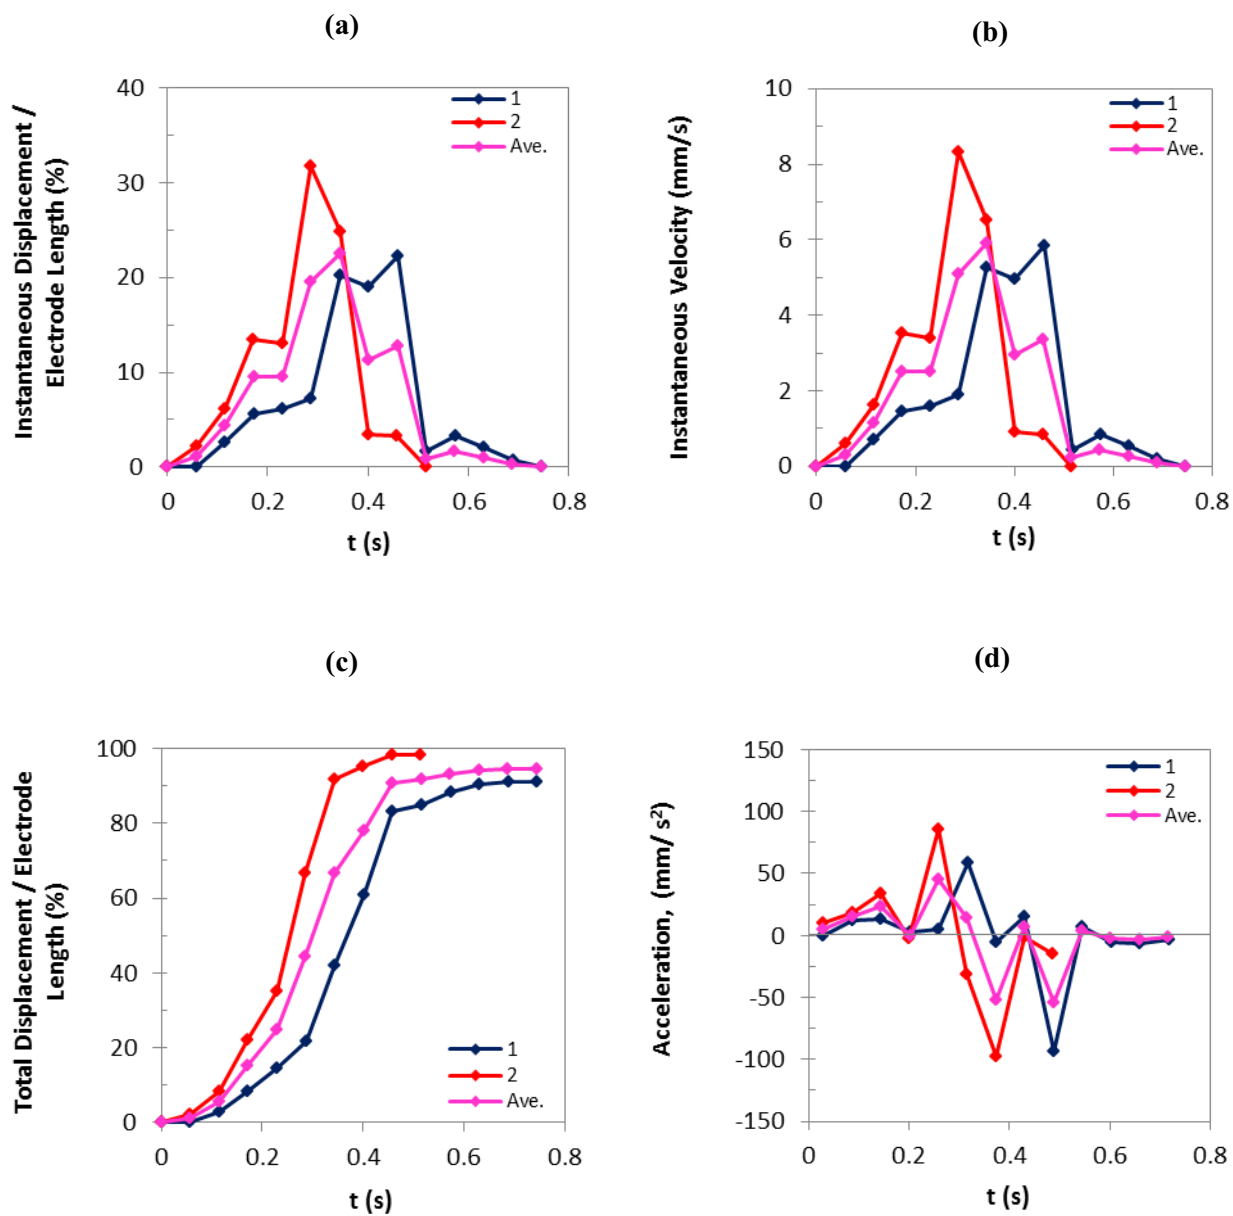 (a)
Instantaneous Displacement /
Electrode Length (%)
40
30
20
10
0
0 0.2 0.4 0.6 0.8
t (s)
1
2
Ave.
(b)
Instantaneous Velocity (mm/s)
10
8
6
4
2
0
0 0.2 0.4 0.6 0.8
t (s)
1
2
Ave.
(c)
Total Displacement / Electrode
Length (%)
100
80
60
40
20
0
0 0.2 0.4 0.6 0.8
t (s)
1
2
Ave.
(d)
Acceleration, (mm/ s²)
150
100
50
0
-50
-100
-150
0 0.2 0.4 0.6 0.8
t (s)
1
2
Ave.